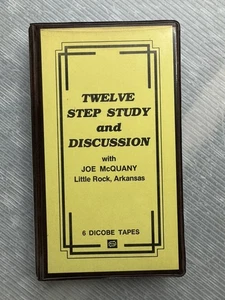 TWELVE
STEP STUDY
and
DISCUSSION
with
JOE McQUANY
Little Rock, Arkansas
6 DICOBE TAPES